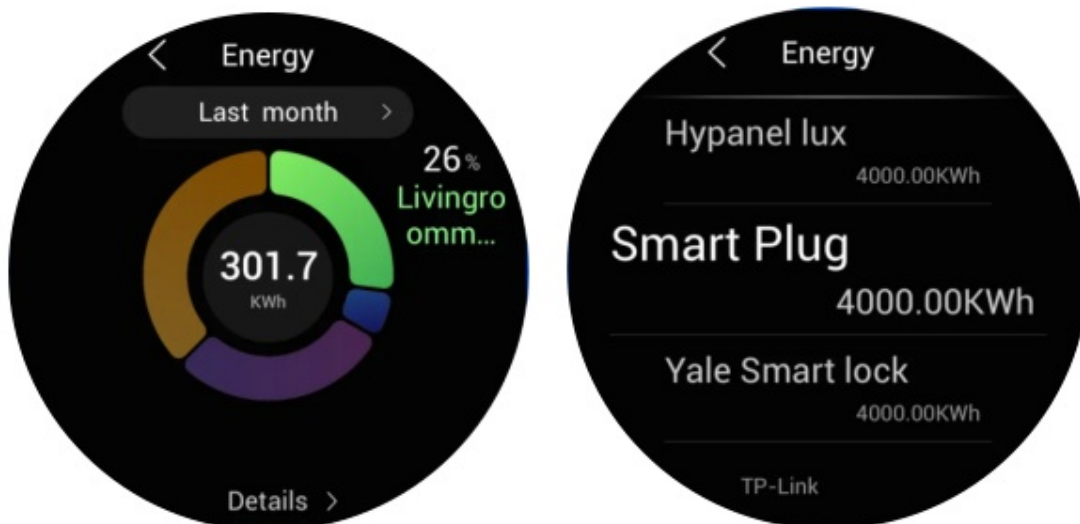 Energy
Last month
26%
Livingro
omm...
301.7
KWh
Details
Energy
Hypanel lux
4000.00KWh
Smart Plug
4000.00KWh
Yale Smart lock
4000.00KWh
TP-Link